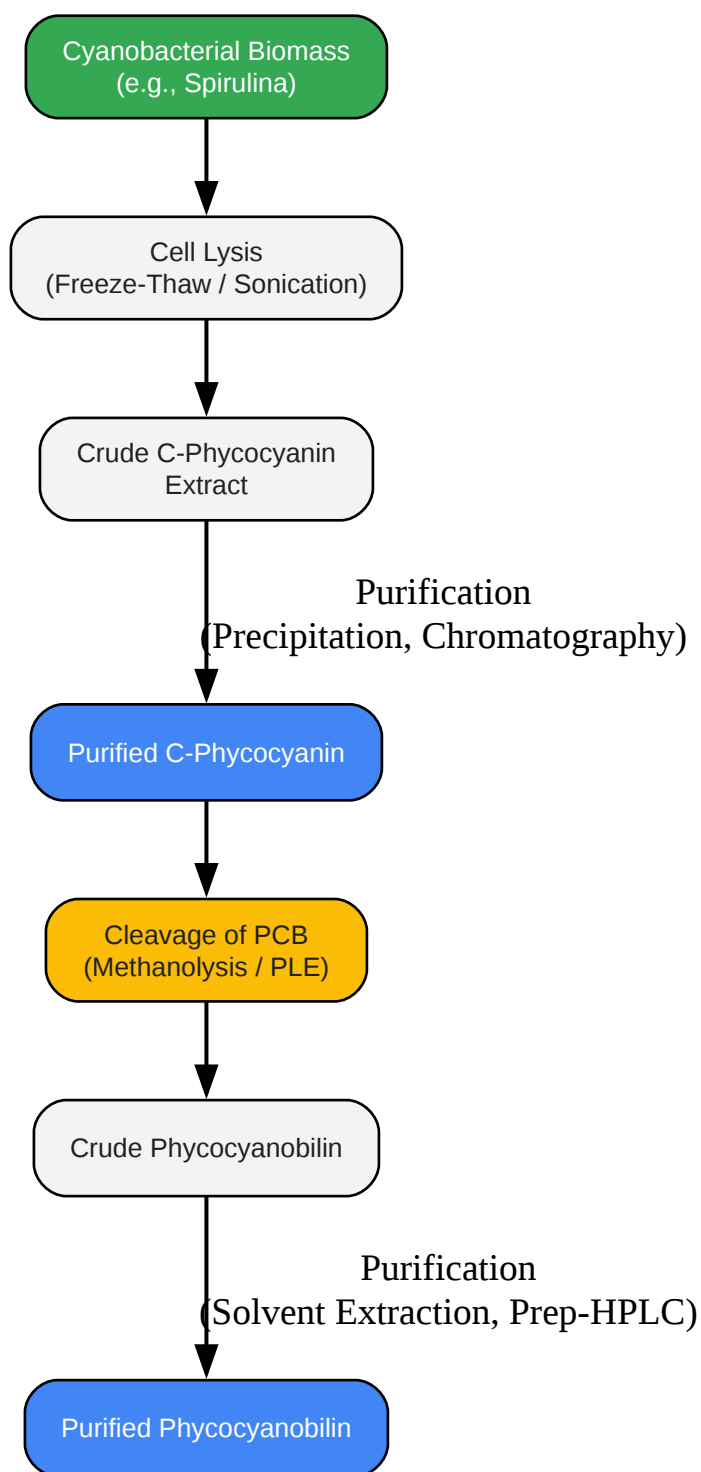 Cyanobacterial Biomass
(e.g., Spirulina)
Cell Lysis
(Freeze-Thaw / Sonication)
Crude C-Phycocyanin
Extract
Purification
(Precipitation, Chromatography)
Purified C-Phycocyanin
Cleavage of PCB
(Methanolysis / PLE)
Crude Phycocyanobilin
Purification
(Solvent Extraction, Prep-HPLC)
Purified Phycocyanobilin